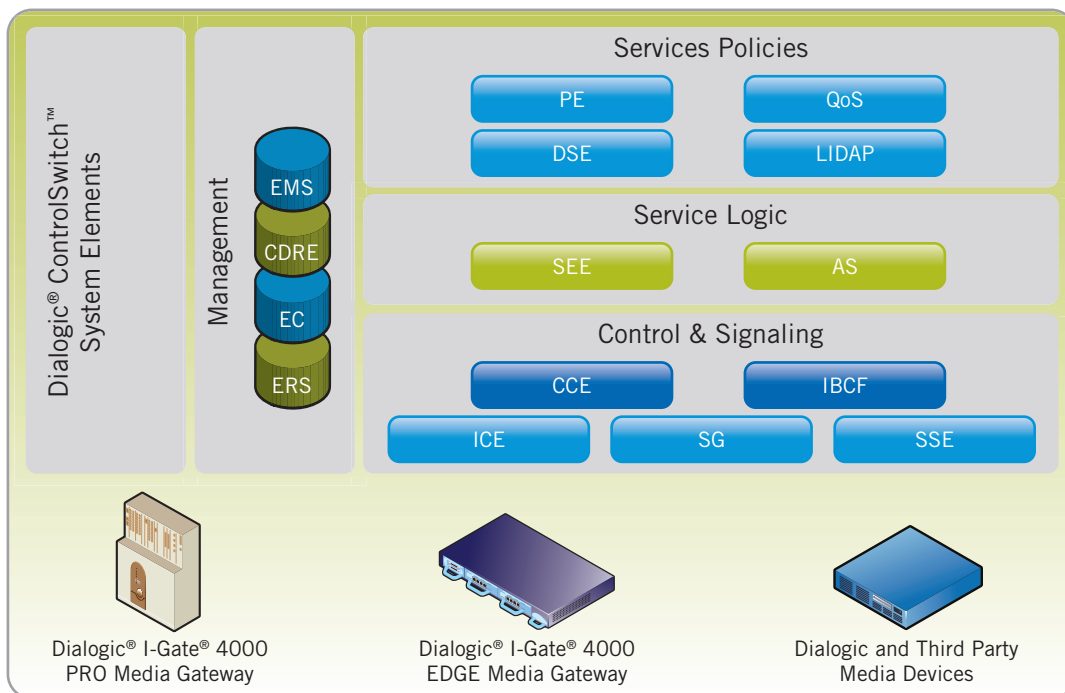 Dialogic® ControlSwitch™
System Elements
Management
EMS
CDRE
EC
ERS
Services Policies
PE
QoS
DSE
LIDAP
Service Logic
SEE
AS
Control & Signaling
CCE
IBCF
ICE
SG
SSE
Dialogic® I-Gate® 4000
PRO Media Gateway
Dialogic® I-Gate® 4000
EDGE Media Gateway
Dialogic and Third Party
Media Devices